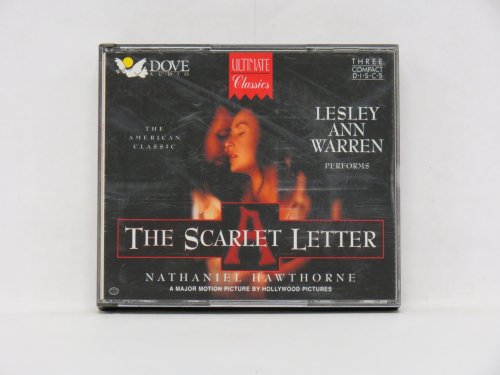 DOVE
AUDIO
ULTIMATE
Classics
THREE
COMPACT
D·I·S·C·S
THE
AMERICAN
CLASSIC
LESLEY
ANN
WARREN
PERFORMS
A
THE SCARLET LETTER
NATHANIEL HAWTHORNE
A MAJOR MOTION PICTURE BY HOLLYWOOD PICTURES